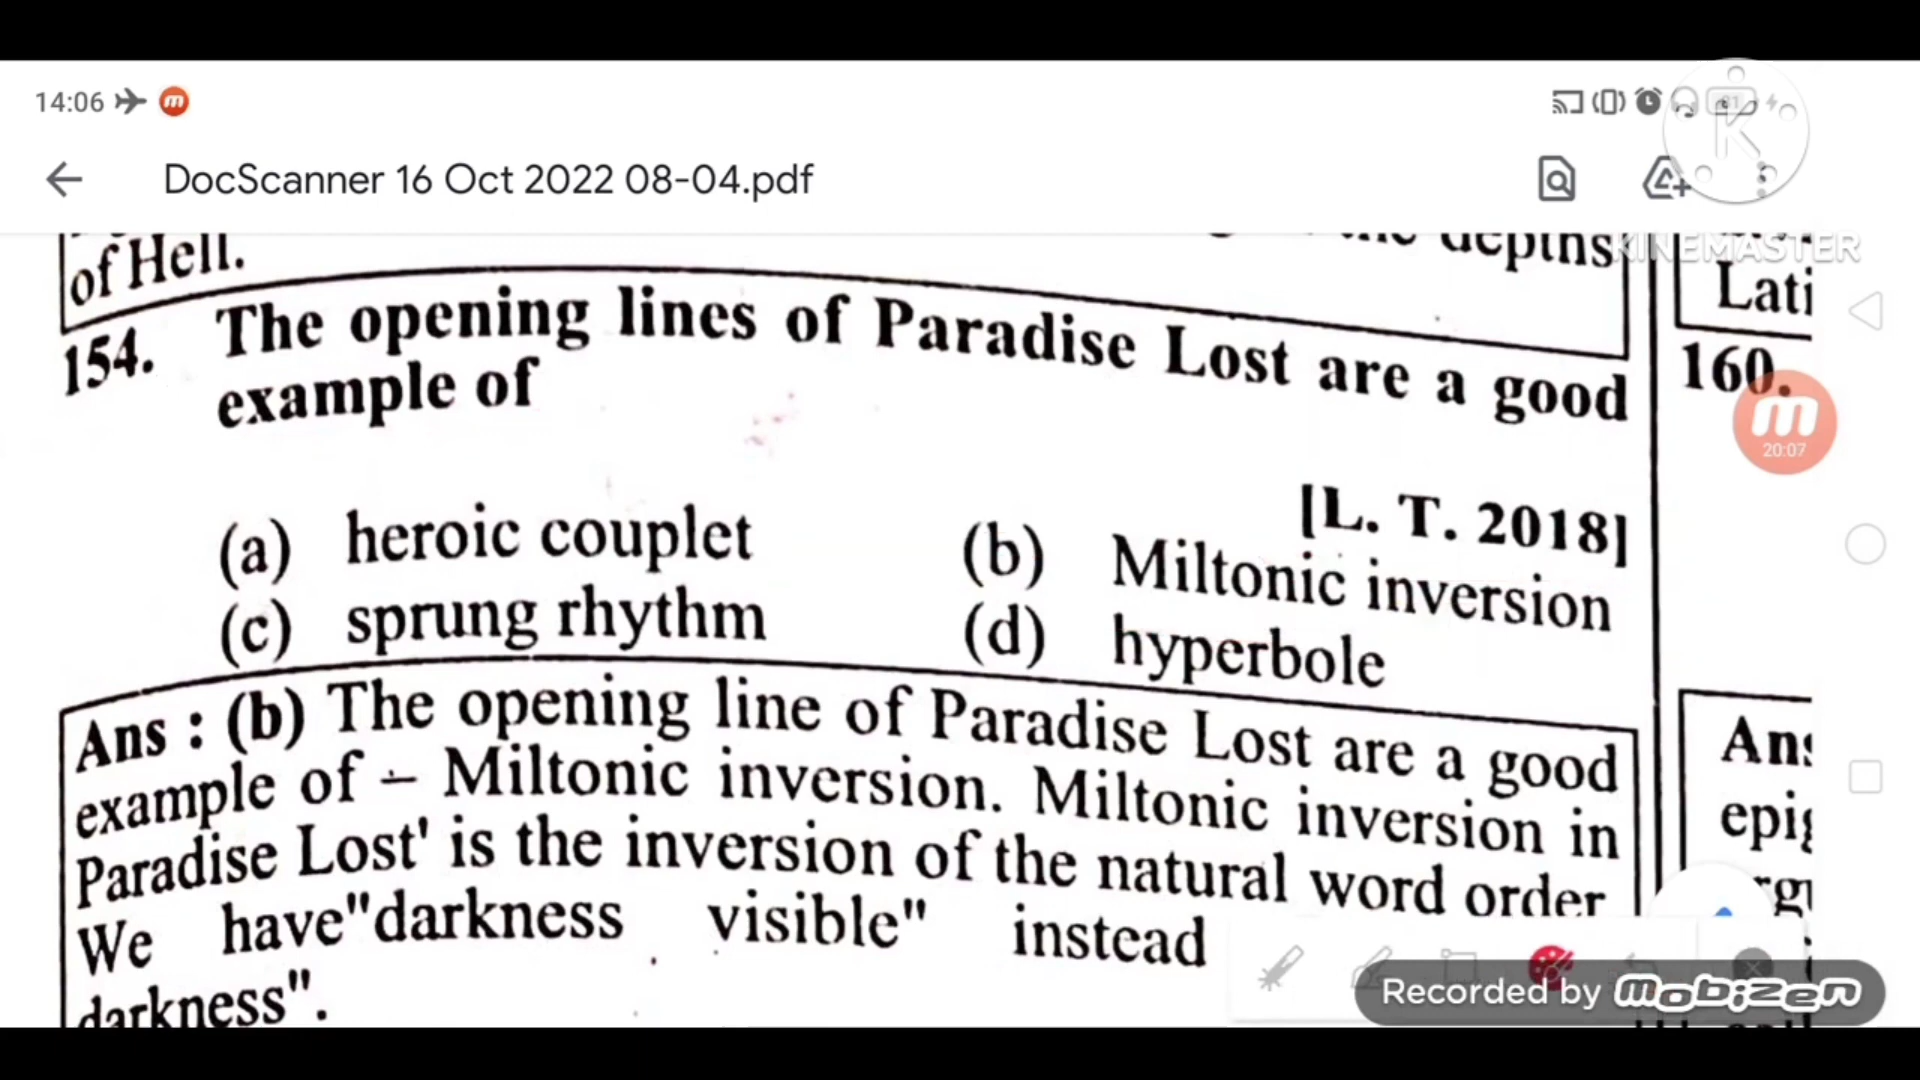 14:06
DocScanner 16 Oct 2022 08-04.pdf
KINEMASTER
depths
of Hell.
154. The opening lines of Paradise Lost are a good
example of
[L. T. 2018]
(a) heroic couplet (b) Miltonic inversion
(c) sprung rhythm (d) hyperbole
Ans : (b) The opening line of Paradise Lost are a good
example of – Miltonic inversion. Miltonic inversion in
Paradise Lost' is the inversion of the natural word order
We have"darkness visible" instead
darkness".
Lati
160.
20:07
Ans
epig
Recorded by Mobizen